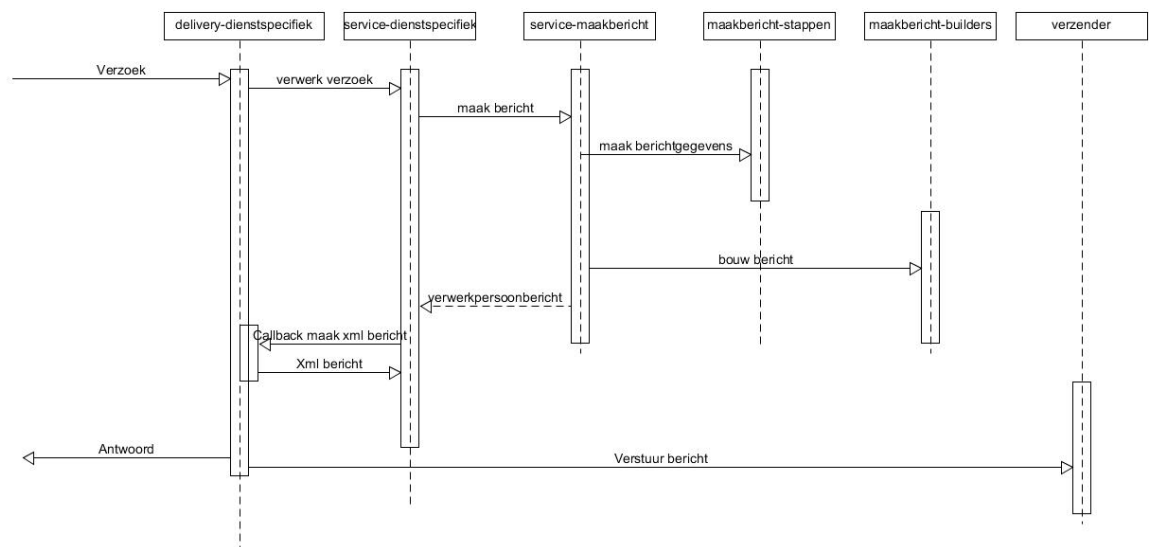 delivery-dienstspecifiek
service-dienstspecifiek
service-maakbericht
maakbericht-stappen
maakbericht-builders
verzender
Verzoek
verwerk verzoek
maak bericht
maak berichtgegevens
bouw bericht
verwerkpersoonbericht
Callback maak xml bericht
Xml bericht
Antwoord
Verstuur bericht